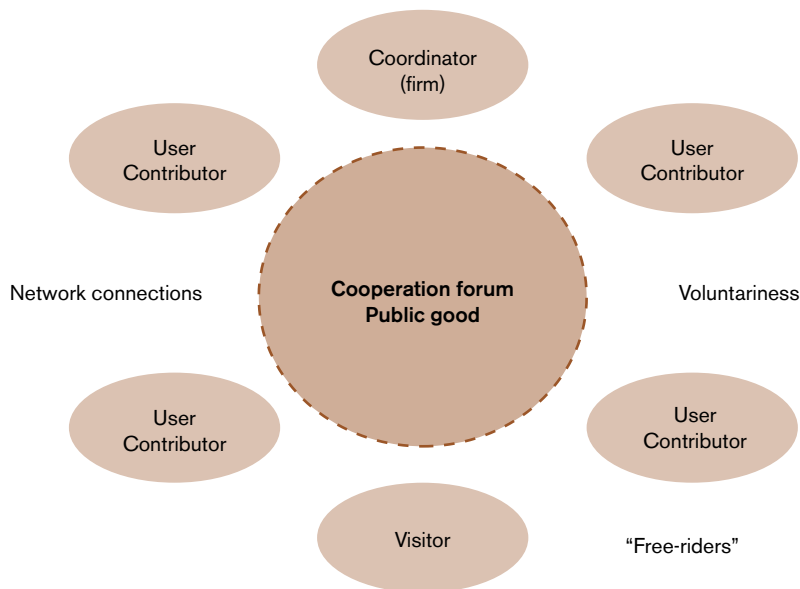 Coordinator
(firm)
User
Contributor
User
Contributor
Network connections
Cooperation forum
Public good
Voluntariness
User
Contributor
User
Contributor
Visitor
“Free-riders”